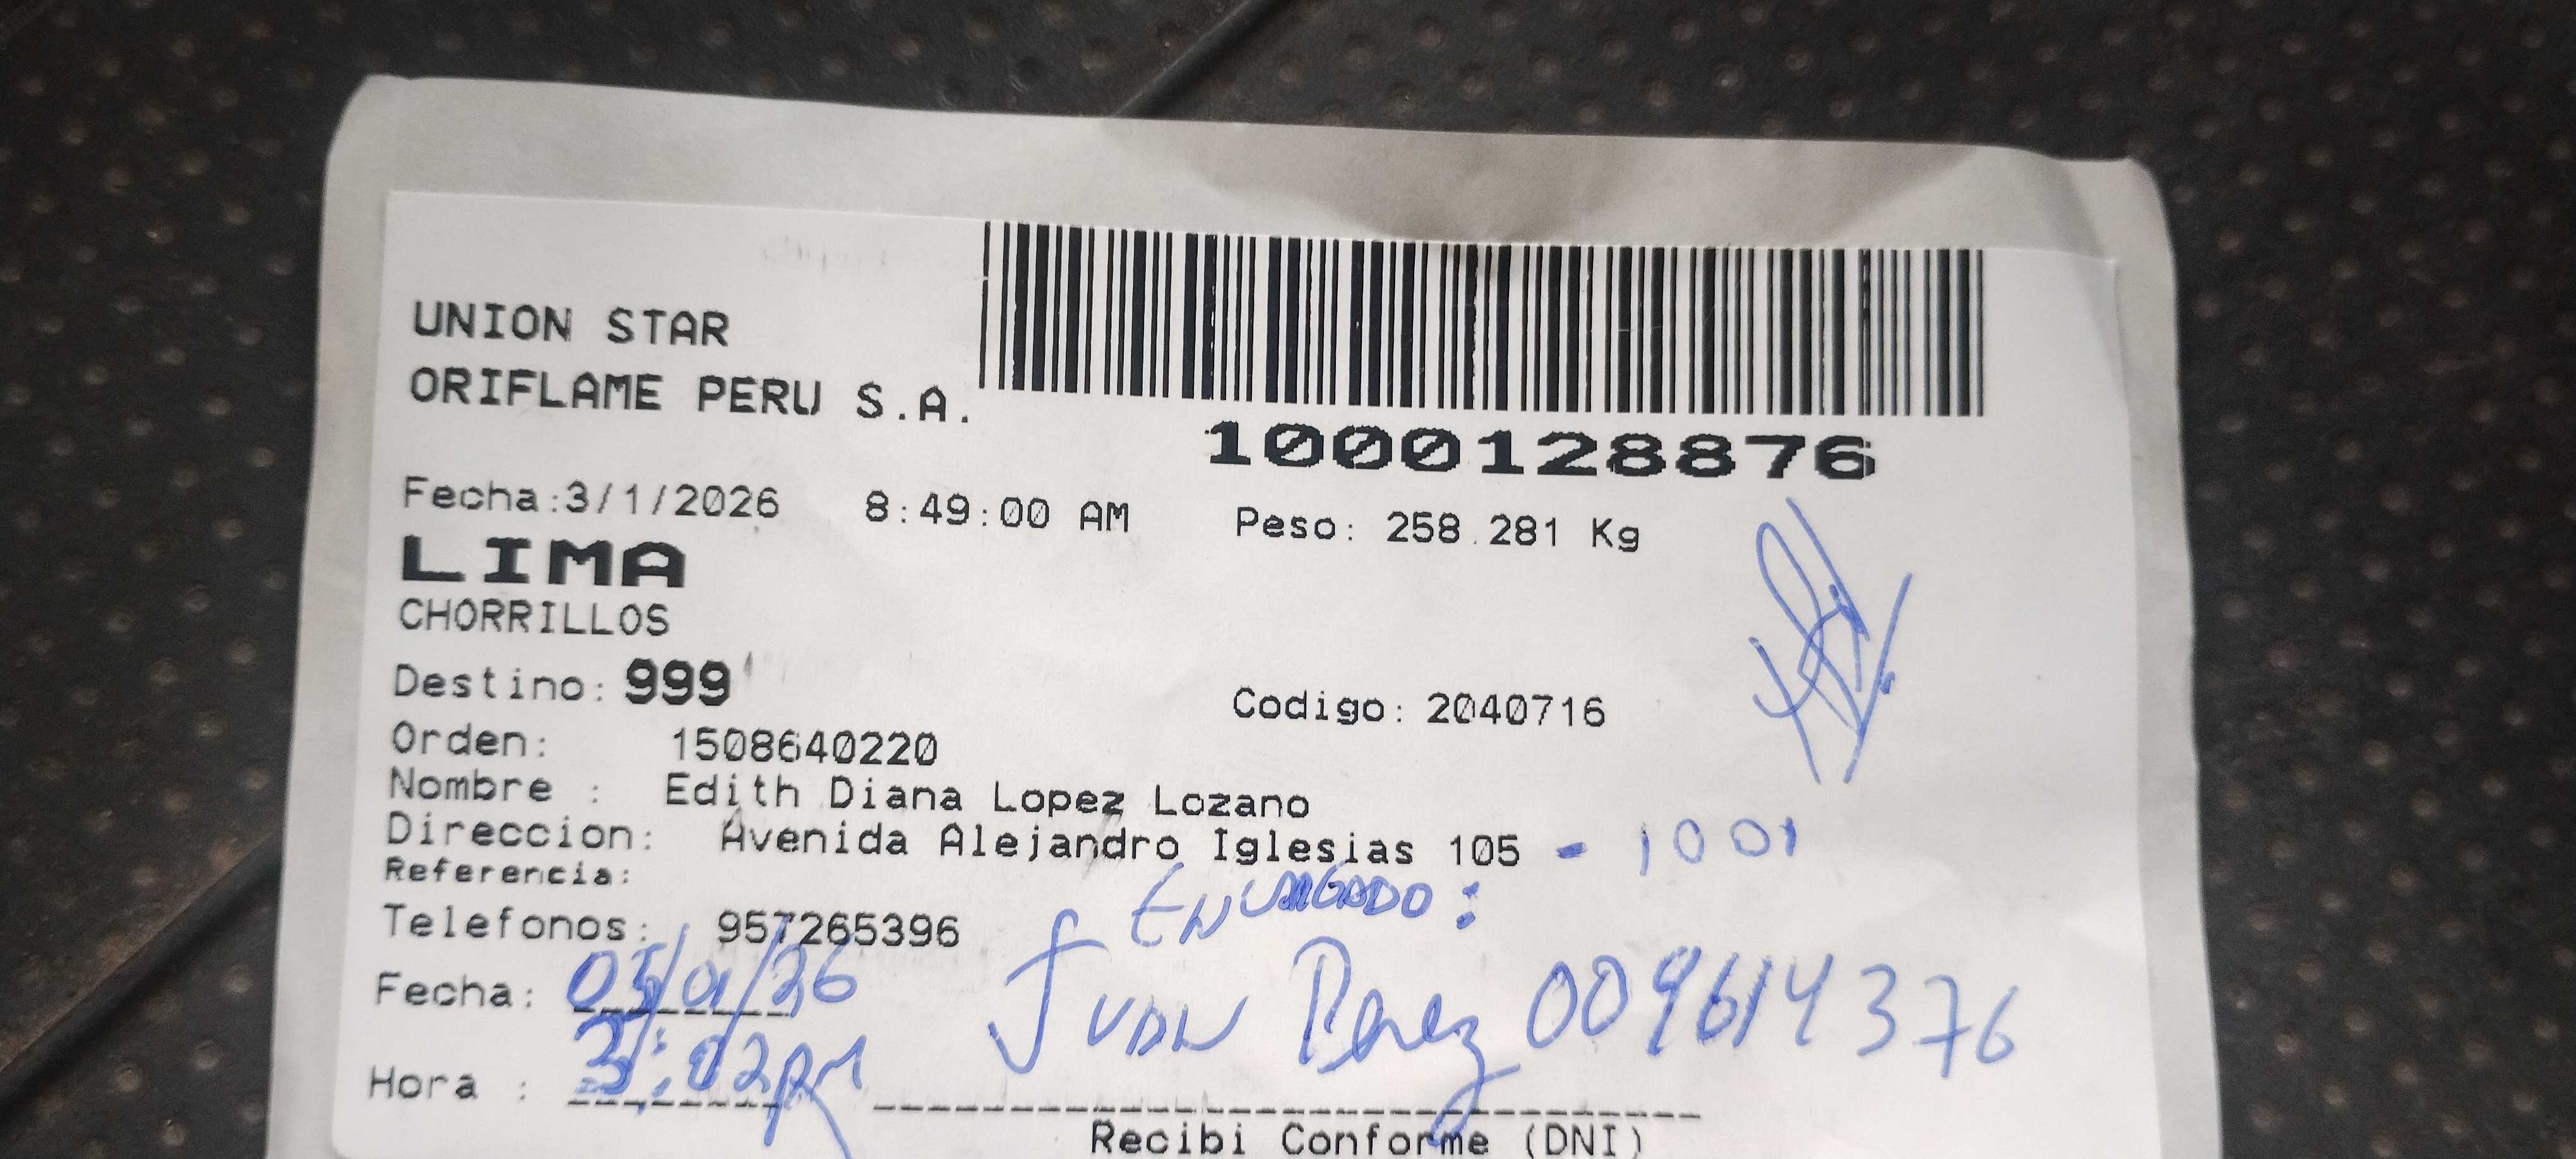 UNION STAR
ORIFLAME PERU S.A.
1000128876
Fecha:3/1/2026 8:49:00 AM Peso: 258.281 Kg
LIMA
CHORRILLOS
Destino: 999 Codigo: 2040716
Orden: 1508640220
Nombre : Edith Diana Lopez Lozano
Direccion: Avenida Alejandro Iglesias 105 - 1001
Referencia:
ENCARGADO:
Telefonos: 957265396
Fecha: 03/01/26 JUAN Perez 009614376
Hora :
Recibi Conforme (DNI)